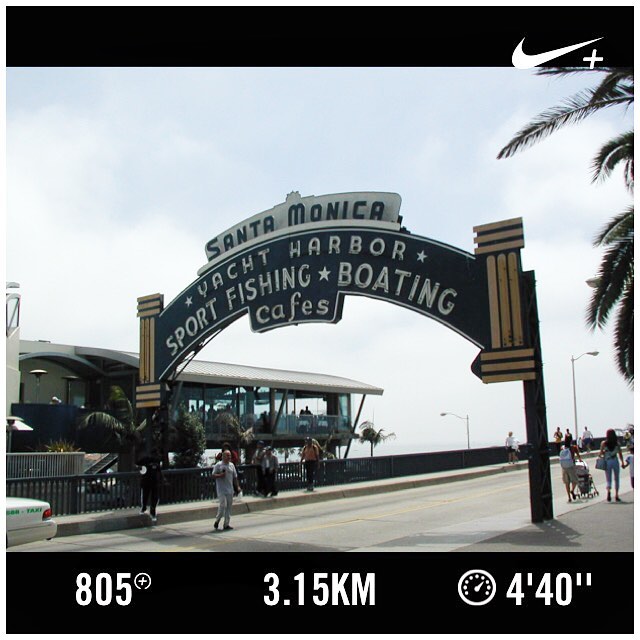 SANTA MONICA
★ YACHT HARBOR ★
SPORT FISHING ★ BOATING
Cafes
805
3.15KM
4'40"